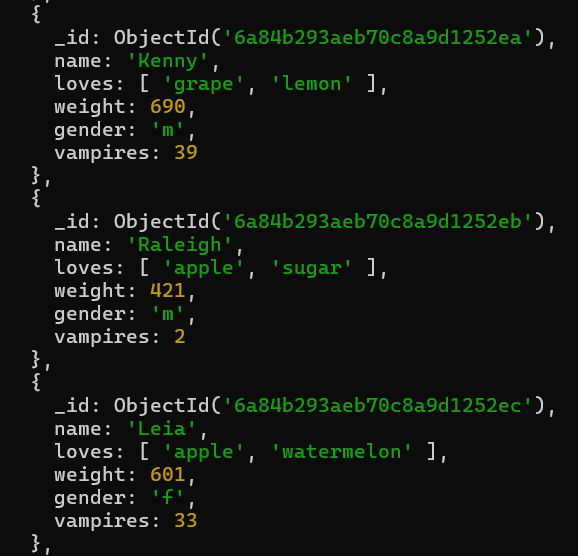 {
_id: ObjectId('6a84b293aeb70c8a9d1252ea'),
name: 'Kenny',
loves: [ 'grape', 'lemon' ],
weight: 690,
gender: 'm',
vampires: 39
},
{
_id: ObjectId('6a84b293aeb70c8a9d1252eb'),
name: 'Raleigh',
loves: [ 'apple', 'sugar' ],
weight: 421,
gender: 'm',
vampires: 2
},
{
_id: ObjectId('6a84b293aeb70c8a9d1252ec'),
name: 'Leia',
loves: [ 'apple', 'watermelon' ],
weight: 601,
gender: 'f',
vampires: 33
},